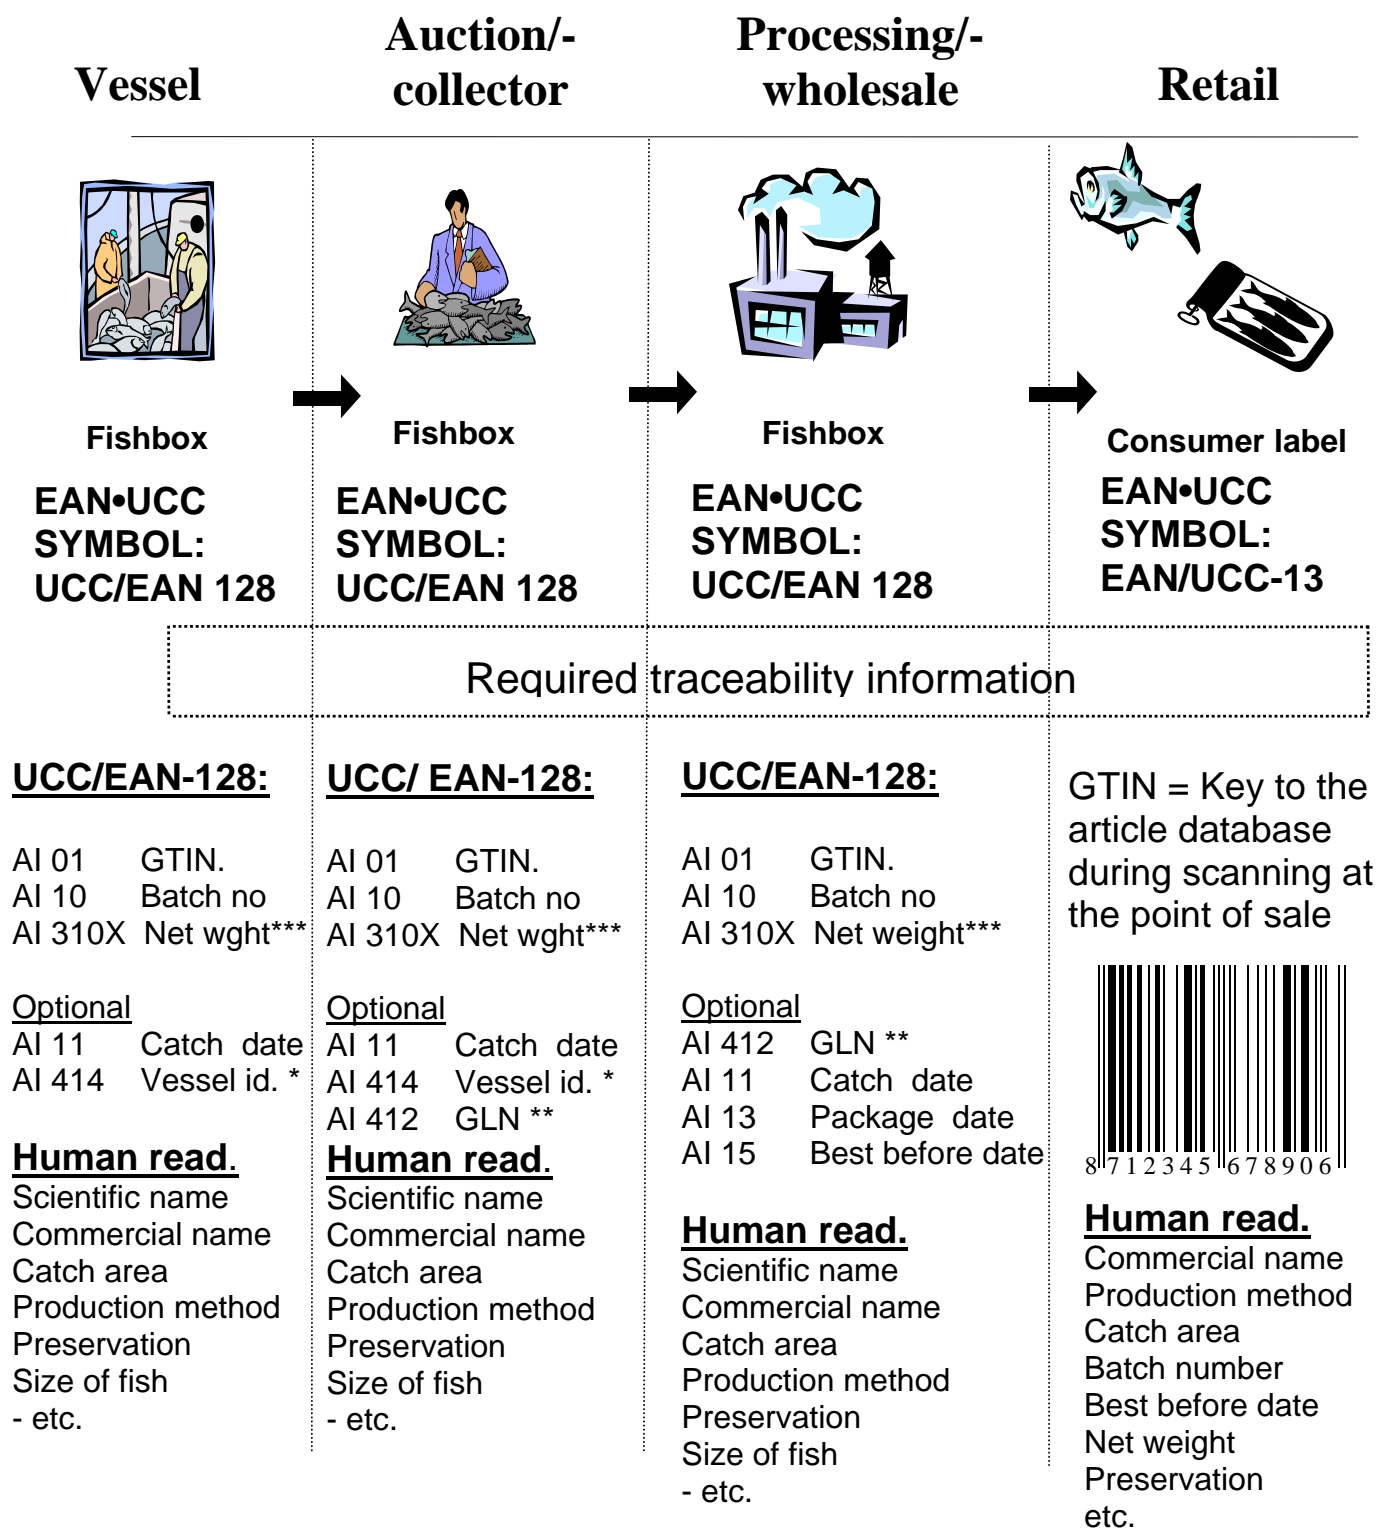 Vessel
Auction/-
collector
Processing/-
wholesale
Retail
Fishbox
EAN•UCC
SYMBOL:
UCC/EAN 128
Fishbox
EAN•UCC
SYMBOL:
UCC/EAN 128
Fishbox
EAN•UCC
SYMBOL:
UCC/EAN 128
Consumer label
EAN•UCC
SYMBOL:
EAN/UCC-13
Required traceability information
UCC/EAN-128:
AI 01 GTIN.
AI 10 Batch no
AI 310X Net wght***
Optional
AI 11 Catch date
AI 414 Vessel id. *
Human read.
Scientific name
Commercial name
Catch area
Production method
Preservation
Size of fish
- etc.
UCC/ EAN-128:
AI 01 GTIN.
AI 10 Batch no
AI 310X Net wght***
Optional
AI 11 Catch date
AI 414 Vessel id. *
AI 412 GLN **
Human read.
Scientific name
Commercial name
Catch area
Production method
Preservation
Size of fish
- etc.
UCC/EAN-128:
AI 01 GTIN.
AI 10 Batch no
AI 310X Net weight***
Optional
AI 412 GLN **
AI 11 Catch date
AI 13 Package date
AI 15 Best before date
Human read.
Scientific name
Commercial name
Catch area
Production method
Preservation
Size of fish
- etc.
GTIN = Key to the
article database
during scanning at
the point of sale
8 712345 678906
Human read.
Commercial name
Production method
Catch area
Batch number
Best before date
Net weight
Preservation
etc.